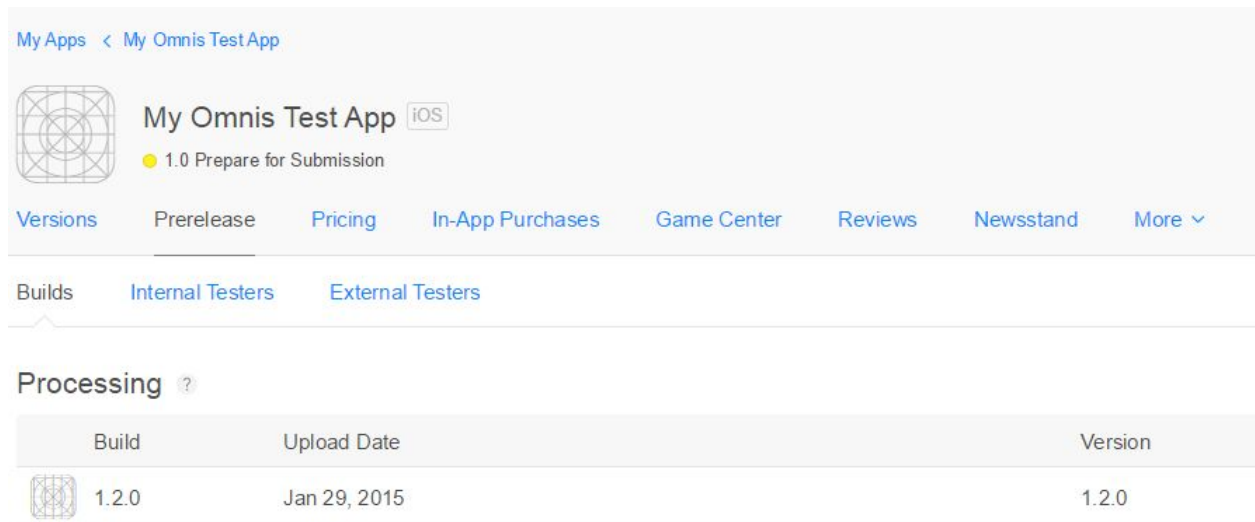 My Apps < My Omnis Test App
My Omnis Test App iOS
1.0 Prepare for Submission
Versions Prerelease Pricing In-App Purchases Game Center Reviews Newsstand More
Builds Internal Testers External Testers
Processing ?
Build Upload Date Version
1.2.0 Jan 29, 2015 1.2.0